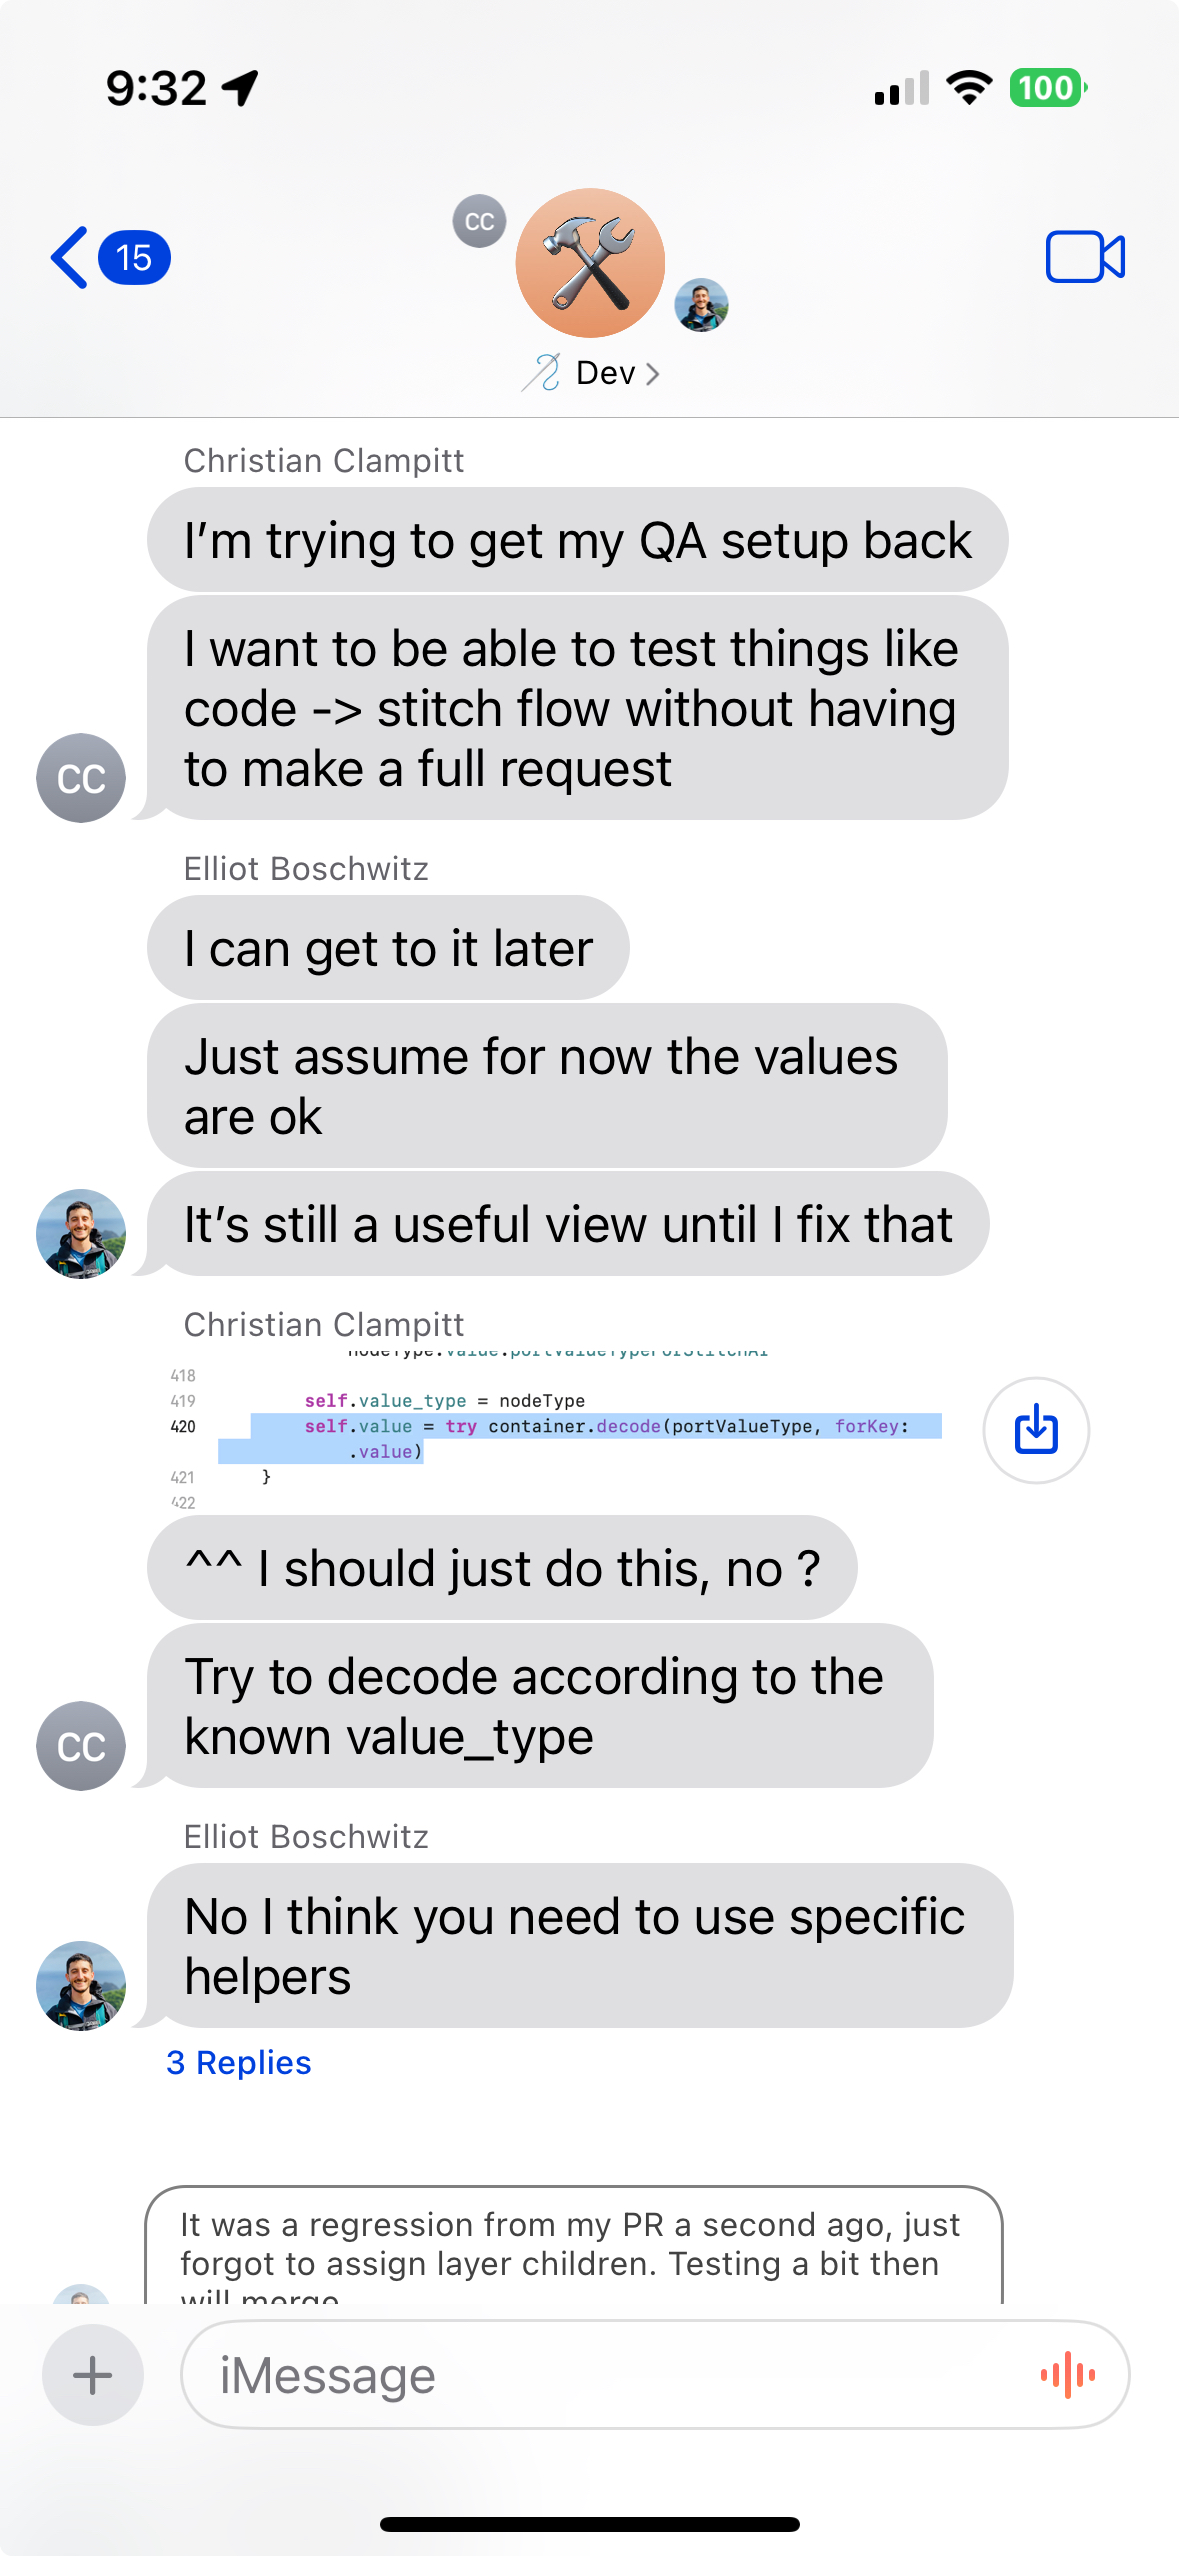 9:32
100
15
CC
Dev
Christian Clampitt
I'm trying to get my QA setup back
I want to be able to test things like
code -> stitch flow without having
to make a full request
CC
Elliot Boschwitz
I can get to it later
Just assume for now the values
are ok
It's still a useful view until I fix that
Christian Clampitt
nodeType.value.portValueTypeForStitchAI
418
419 self.value_type = nodeType
420 self.value = try container.decode(portValueType, forKey:
.value)
421 }
422
^^ I should just do this, no ?
Try to decode according to the
known value_type
CC
Elliot Boschwitz
No I think you need to use specific
helpers
3 Replies
It was a regression from my PR a second ago, just
forgot to assign layer children. Testing a bit then
will merge
iMessage